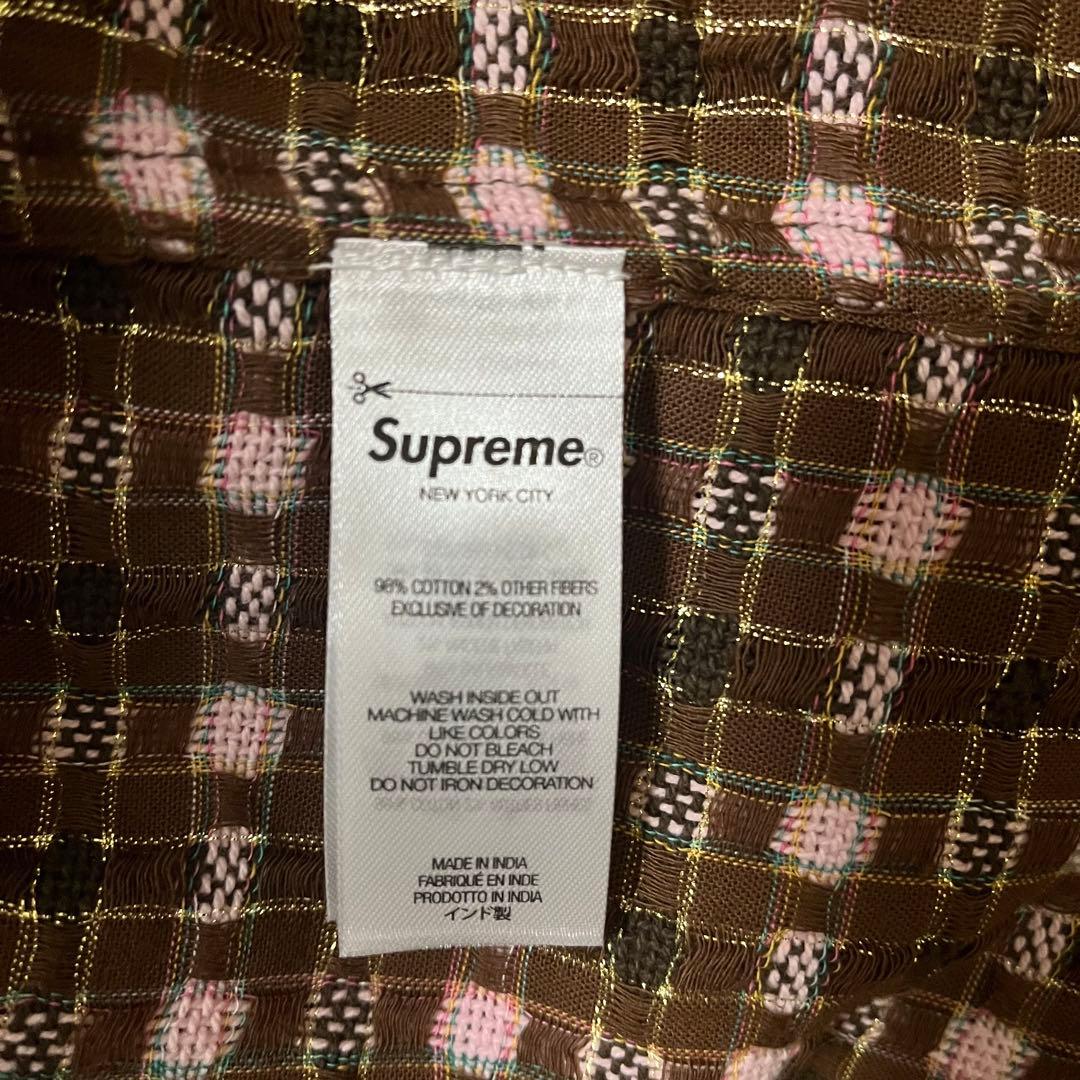 Supreme®
NEW YORK CITY
98% COTTON 2% OTHER FIBERS
EXCLUSIVE OF DECORATION
WASH INSIDE OUT
MACHINE WASH COLD WITH
LIKE COLORS
DO NOT BLEACH
TUMBLE DRY LOW
DO NOT IRON DECORATION
MADE IN INDIA
FABRIQUÉ EN INDE
PRODOTTO IN INDIA
インド製